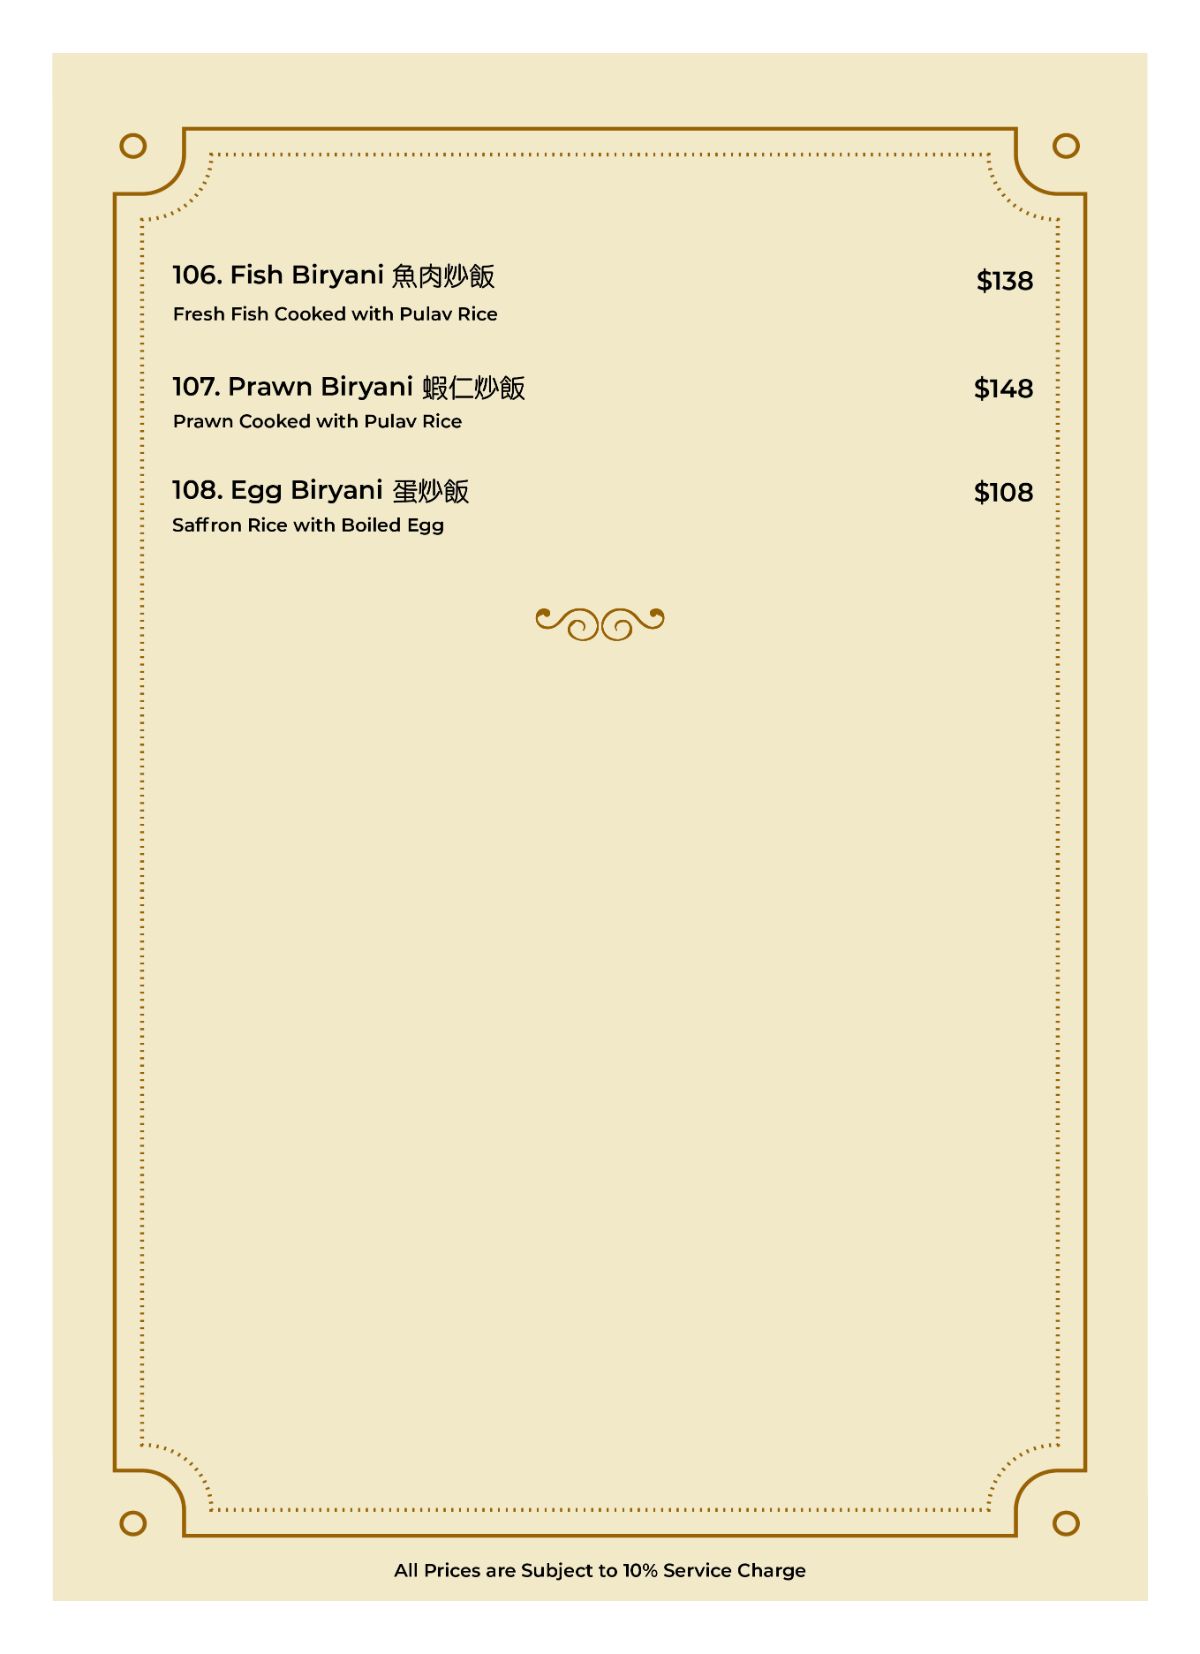 106. Fish Biryani 魚肉炒飯 $138
Fresh Fish Cooked with Pulav Rice
107. Prawn Biryani 蝦仁炒飯 $148
Prawn Cooked with Pulav Rice
108. Egg Biryani 蛋炒飯 $108
Saffron Rice with Boiled Egg
All Prices are Subject to 10% Service Charge